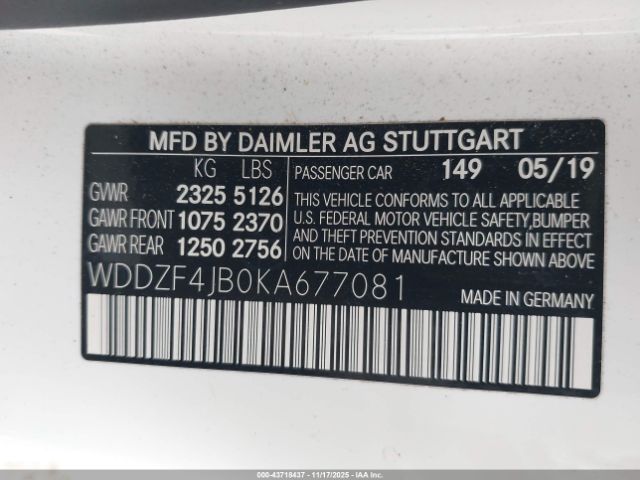 MFD BY DAIMLER AG STUTTGART
KG LBS PASSENGER CAR 149 05/19
GVWR 2325 5126
GAWR FRONT 1075 2370
GAWR REAR 1250 2756
THIS VEHICLE CONFORMS TO ALL APPLICABLE
U.S. FEDERAL MOTOR VEHICLE SAFETY,BUMPER
AND THEFT PREVENTION STANDARDS IN EFFECT
ON THE DATE OF MANUFACTURE SHOWN ABOVE
WDDZF4JB0KA677081 MADE IN GERMANY
000-43718437 - 11/17/2025 - IAAI.COM